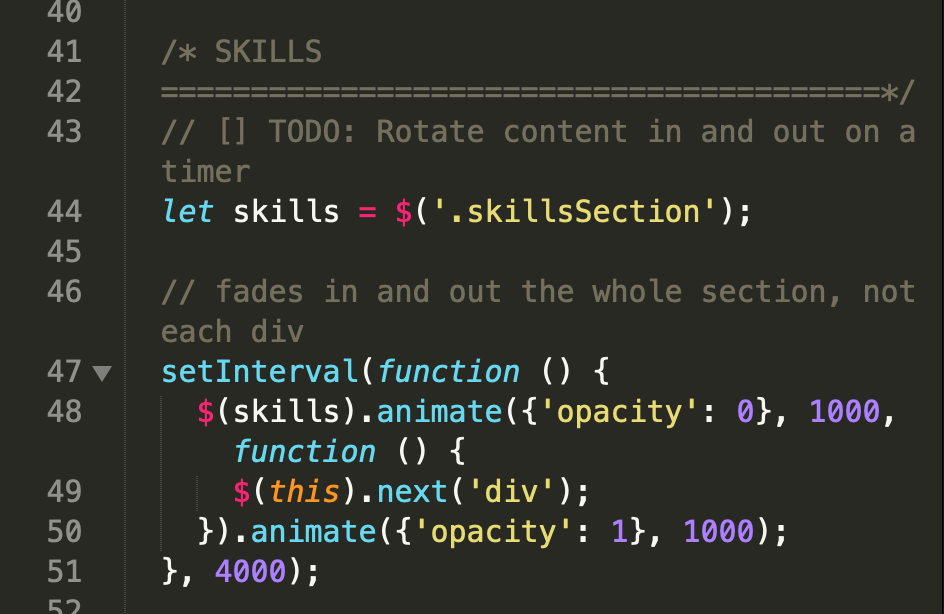 40
41 /* SKILLS
42 ========================================*/
43 // [] TODO: Rotate content in and out on a
timer
44 let skills = $('.skillsSection');
45
46 // fades in and out the whole section, not
each div
47 setInterval(function () {
48 $(skills).animate({'opacity': 0}, 1000,
function () {
49 $(this).next('div');
50 }).animate({'opacity': 1}, 1000);
51 }, 4000);
52